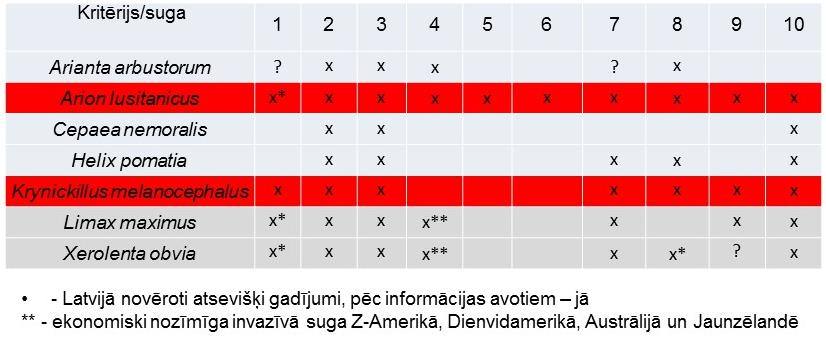 Kritērijs/suga 1 2 3 4 5 6 7 8 9 10
Arianta arbustorum ? x x x ? x
Arion lusitanicus x* x x x x x x x x x
Cepaea nemoralis x x x
Helix pomatia x x x x x
Krynickillus melanocephalus x x x x x x x
Limax maximus x* x x x** x x x
Xerolenta obvia x* x x x** x x* ? x
• - Latvijā novēroti atsevišķi gadījumi, pēc informācijas avotiem – jā
** - ekonomiski nozīmīga invazīvā suga Z-Amerikā, Dienvidamerikā, Austrālijā un Jaunzēlandē